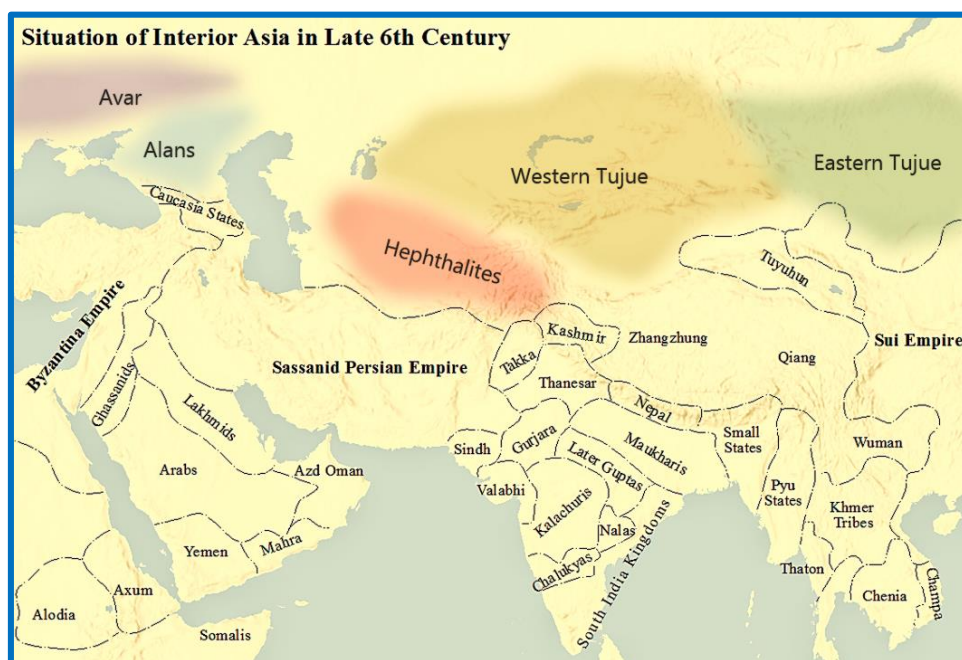 Situation of Interior Asia in Late 6th Century
Avar
Alans
Western Tujue
Eastern Tujue
Caucasia States
Hephthalites
Tuyuhun
Byzantina Empire
Kashmir
Zhangzhung
Sui Empire
Takka
Qiang
Sassanid Persian Empire
Ghassanids
Thanesar
Lakhmids
Nepal
Small
States
Sindh
Gurjara
Maukharis
Wuman
Arabs
Azd Oman
Later Guptas
Valabhi
Pyu
States
Kalachuris
Khmer
Tribes
Nalas
Yemen
Mahra
Chalukyas
South India Kingdoms
Thaton
Axum
Chenia
Champa
Alodia
Somalis